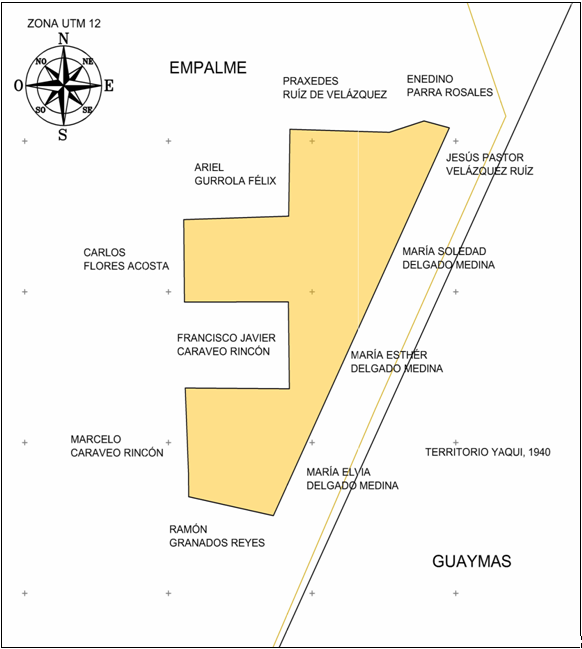 ZONA UTM 12
N
NO
NE
O
E
SO
SE
S
EMPALME
PRAXEDES
RUÍZ DE VELÁZQUEZ
ENEDINO
PARRA ROSALES
ARIEL
GURROLA FÉLIX
JESÚS PASTOR
VELÁZQUEZ RUÍZ
CARLOS
FLORES ACOSTA
MARÍA SOLEDAD
DELGADO MEDINA
FRANCISCO JAVIER
CARAVEO RINCÓN
MARÍA ESTHÉR
DELGADO MEDINA
MARCELO
CARAVEO RINCÓN
TERRITORIO YAQUI, 1940
MARÍA ELVIA
DELGADO MEDINA
RAMÓN
GRANADOS REYES
GUAYMAS